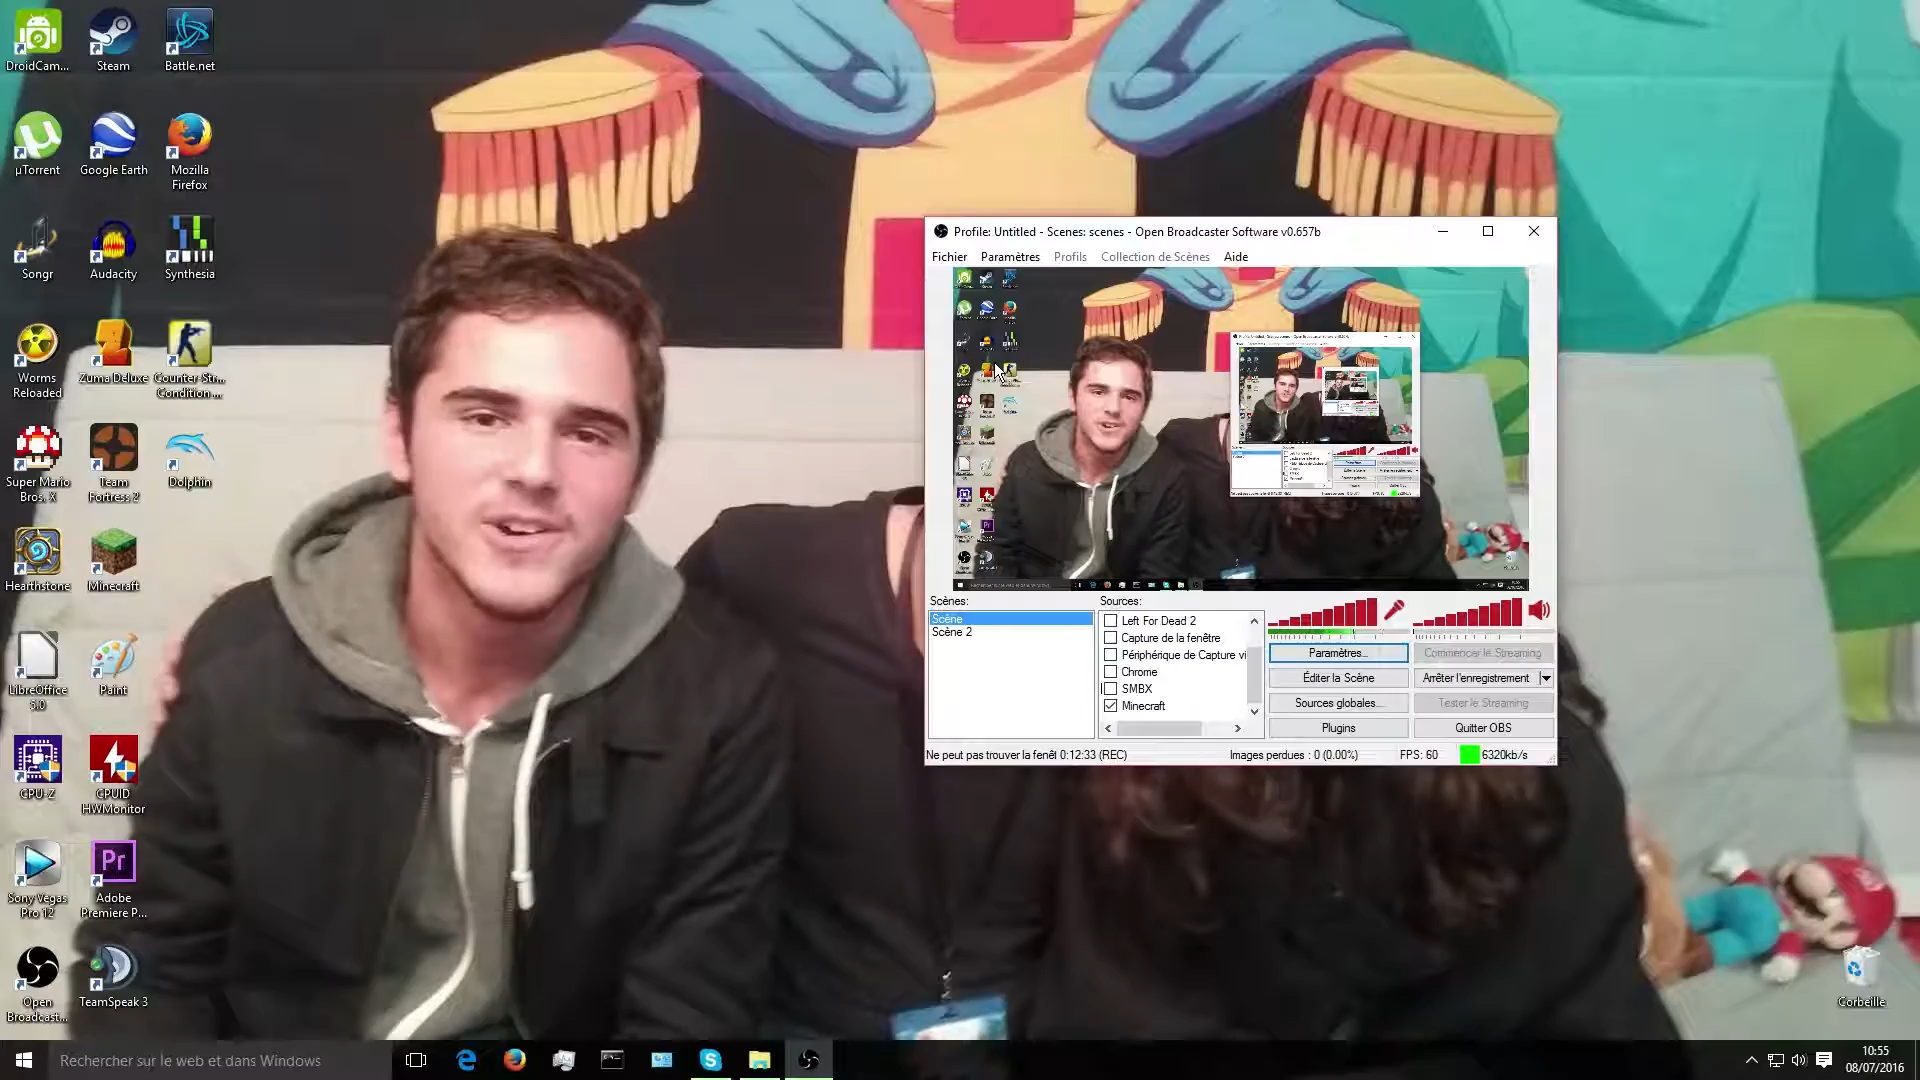 DroidCam...
Steam
Battle.net
µTorrent
Google Earth
Mozilla
Firefox
Songr
Audacity
Synthesia
Worms
Reloaded
Zuma Deluxe
Counter-Stri...
Condition ...
Super Mario
Bros. X
Team
Fortress 2
Dolphin
Hearthstone
Minecraft
LibreOffice
5.0
Paint
CPU-Z
CPUID
HWMonitor
Sony Vegas
Pro 12
Pr
Adobe
Premiere P...
Open
Broadcast...
TeamSpeak 3
Profile: Untitled - Scenes: scenes - Open Broadcaster Software v0.657b
Fichier Paramètres Profils Collection de Scènes Aide
Scènes:
Scène
Scène 2
Sources:
Left For Dead 2
Capture de la fenêtre
Périphérique de Capture vi
Chrome
SMBX
Minecraft
Paramètres... Commencer le Streaming
Éditer la Scène Arrêter l'enregistrement
Sources globales... Tester le Streaming
Plugins Quitter OBS
Ne peut pas trouver la fenêt 0:12:33 (REC) Images perdues : 0 (0.00%) FPS: 60 6320kb/s
Corbeille
Rechercher sur le web et dans Windows
10:55
08/07/2016